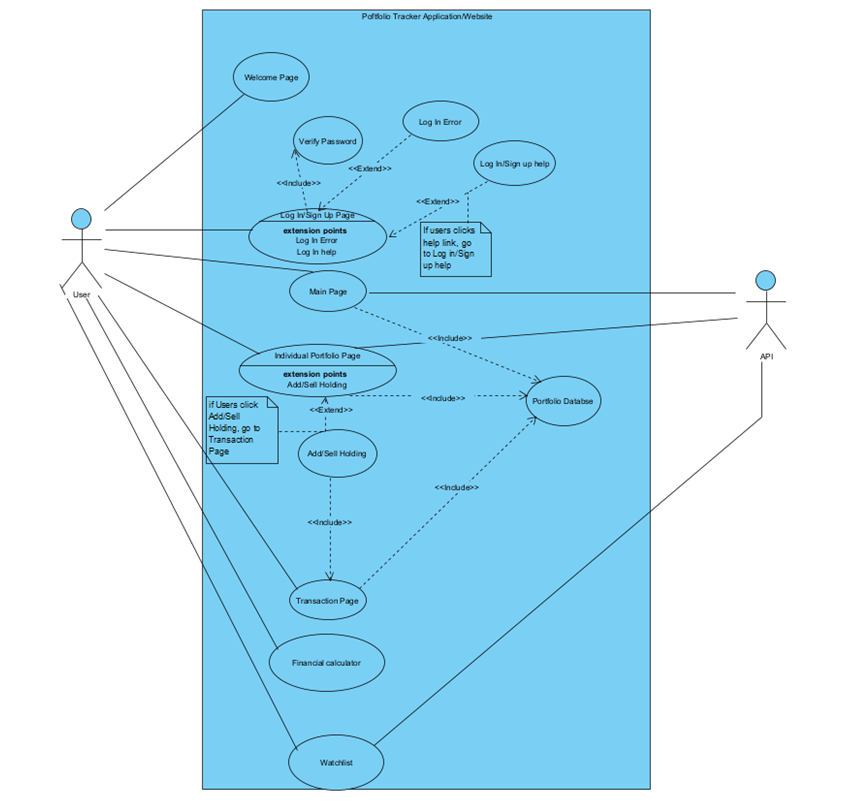 Poftfolio Tracker Application/Website
Welcome Page
Log In Error
Verify Password
Log In/Sign up help
<<Extend>>
<<Include>>
<<Extend>>
Log In/Sign Up Page
extension points
Log In Error
Log In help
If users clicks
help link, go
to Log in/Sign
up help
User
Main Page
API
<<Include>>
Individual Portfolio Page
extension points
Add/Sell Holding
<<Include>>
Portfolio Databse
if Users click
Add/Sell
Holding, go to
Transaction
Page
<<Extend>>
Add/Sell Holding
<<Include>>
<<Include>>
Transaction Page
Financial calculator
Watchlist